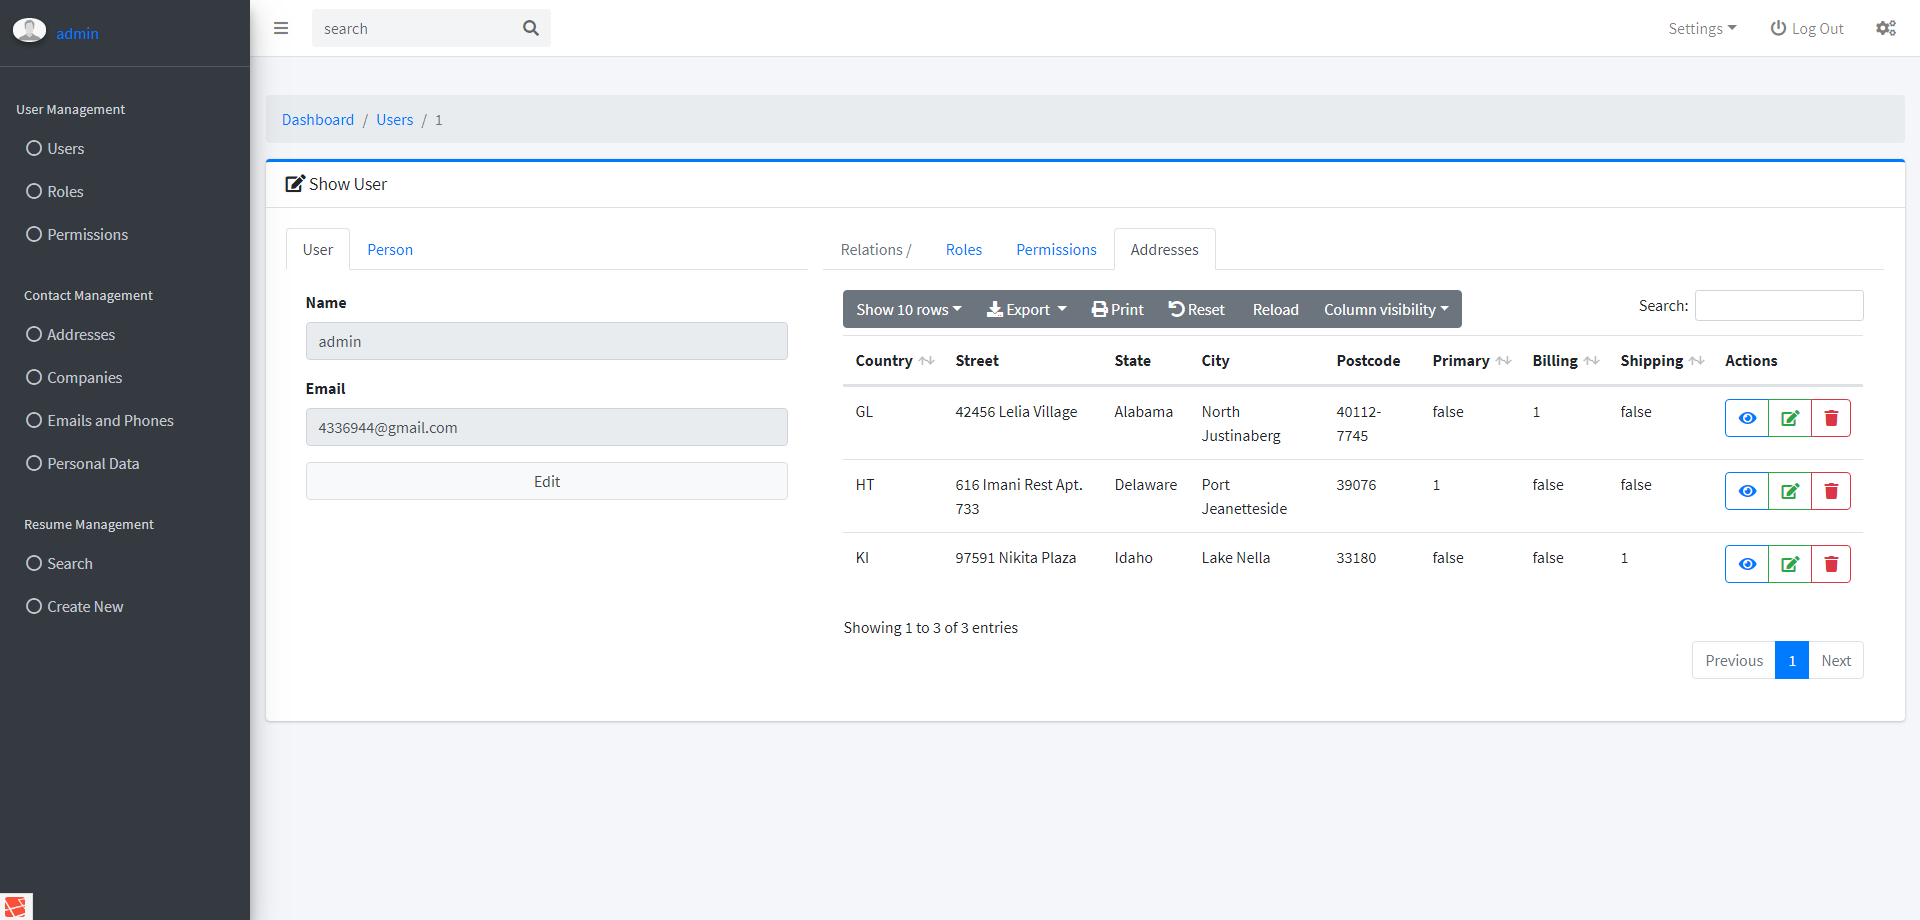 admin
User Management
Users
Roles
Permissions
Contact Management
Addresses
Companies
Emails and Phones
Personal Data
Resume Management
Search
Create New
search
Settings
Log Out
Dashboard / Users / 1
Show User
User Person
Name
admin
Email
4336944@gmail.com
Edit
Relations / Roles Permissions Addresses
Show 10 rows Export Print Reset Reload Column visibility
Search:
Country Street State City Postcode Primary Billing Shipping Actions
GL 42456 Lelia Village Alabama North 40112- false 1 false
Justinaberg 7745
HT 616 Imani Rest Apt. Delaware Port 39076 1 false false
733 Jeanetteside
KI 97591 Nikita Plaza Idaho Lake Nella 33180 false false 1
Showing 1 to 3 of 3 entries
Previous 1 Next